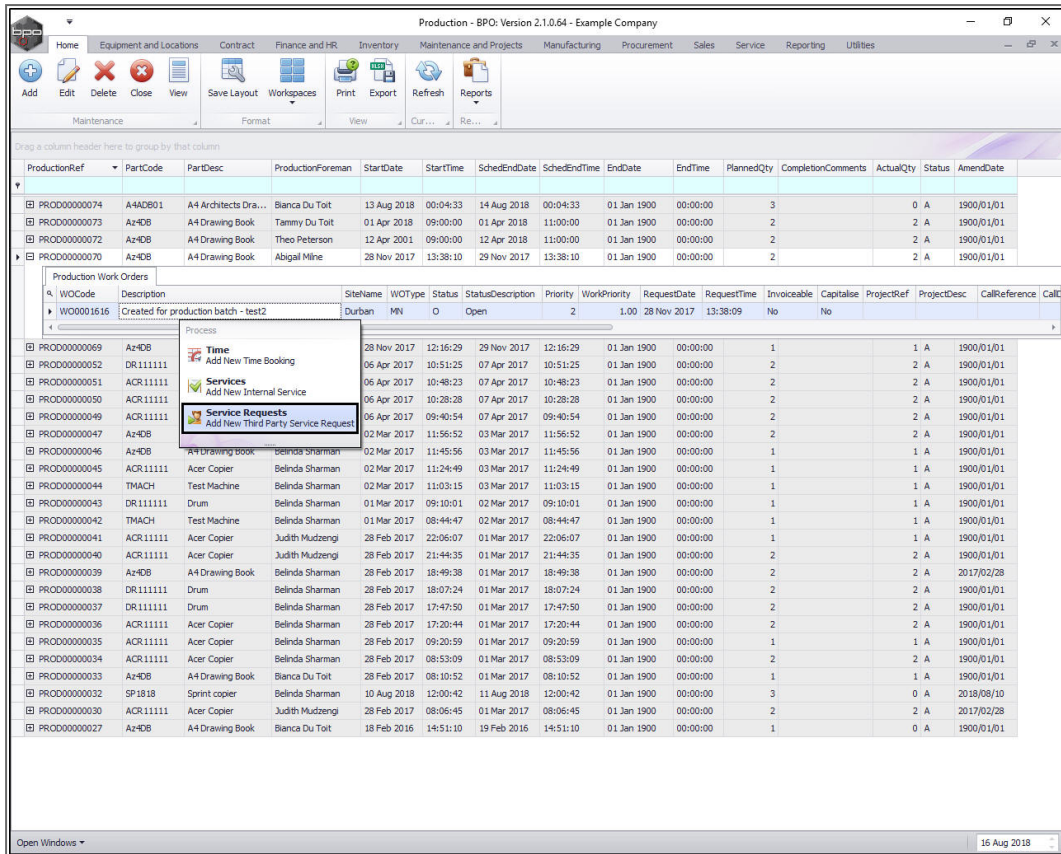 Production - BPO: Version 2.1.0.64 - Example Company
bpo
Home Equipment and Locations Contract Finance and HR Inventory Maintenance and Projects Manufacturing Procurement Sales Service Reporting Utilities
Add Edit Delete Close View Save Layout Workspaces Print Export Refresh Reports
Maintenance Format View Cur... Re...
Drag a column header here to group by that column
ProductionRef PartCode PartDesc ProductionForeman StartDate StartTime SchedEndDate SchedEndTime EndDate EndTime PlannedQty CompletionComments ActualQty Status AmendDate
PROD00000074 A4ADB01 A4 Architects Dra... Bianca Du Toit 13 Aug 2018 00:04:33 14 Aug 2018 00:04:33 01 Jan 1900 00:00:00 3 0 A 1900/01/01
PROD00000073 Az4DB A4 Drawing Book Tammy Du Toit 01 Apr 2018 09:00:00 01 Apr 2018 11:00:00 01 Jan 1900 00:00:00 2 2 A 1900/01/01
PROD00000072 Az4DB A4 Drawing Book Theo Peterson 12 Apr 2001 09:00:00 12 Apr 2018 11:00:00 01 Jan 1900 00:00:00 2 2 A 1900/01/01
PROD00000070 Az4DB A4 Drawing Book Abigail Milne 28 Nov 2017 13:38:10 29 Nov 2017 13:38:10 01 Jan 1900 00:00:00 2 2 A 1900/01/01
Production Work Orders
WOCode Description SiteName WOType Status StatusDescription Priority WorkPriority RequestDate RequestTime Invoiceable Capitalise ProjectRef ProjectDesc CallReference CallD
WO0001616 Created for production batch - test2 Durban MN O Open 2 1.00 28 Nov 2017 13:38:09 No No
Process
Time
Add New Time Booking
Services
Add New Internal Service
Service Requests
Add New Third Party Service Request
PROD00000069 Az4DB 28 Nov 2017 12:16:29 29 Nov 2017 12:16:29 01 Jan 1900 00:00:00 1 1 A 1900/01/01
PROD00000052 DR111111 06 Apr 2017 10:51:25 07 Apr 2017 10:51:25 01 Jan 1900 00:00:00 2 2 A 1900/01/01
PROD00000051 ACR11111 06 Apr 2017 10:48:23 07 Apr 2017 10:48:23 01 Jan 1900 00:00:00 2 2 A 1900/01/01
PROD00000050 ACR11111 06 Apr 2017 10:28:28 07 Apr 2017 10:28:28 01 Jan 1900 00:00:00 2 2 A 1900/01/01
PROD00000049 ACR11111 06 Apr 2017 09:40:54 07 Apr 2017 09:40:54 01 Jan 1900 00:00:00 2 2 A 1900/01/01
PROD00000047 Az4DB 02 Mar 2017 11:56:52 03 Mar 2017 11:56:52 01 Jan 1900 00:00:00 2 2 A 1900/01/01
PROD00000046 Az4DB A4 Drawing Book Belinda Sharman 02 Mar 2017 11:45:56 03 Mar 2017 11:45:56 01 Jan 1900 00:00:00 1 1 A 1900/01/01
PROD00000045 ACR11111 Acer Copier Belinda Sharman 02 Mar 2017 11:24:49 03 Mar 2017 11:24:49 01 Jan 1900 00:00:00 1 1 A 1900/01/01
PROD00000044 TMACH Test Machine Belinda Sharman 02 Mar 2017 11:03:15 03 Mar 2017 11:03:15 01 Jan 1900 00:00:00 1 1 A 1900/01/01
PROD00000043 DR111111 Drum Belinda Sharman 01 Mar 2017 09:10:01 02 Mar 2017 09:10:01 01 Jan 1900 00:00:00 1 1 A 1900/01/01
PROD00000042 TMACH Test Machine Belinda Sharman 01 Mar 2017 08:44:47 02 Mar 2017 08:44:47 01 Jan 1900 00:00:00 1 1 A 1900/01/01
PROD00000041 ACR11111 Acer Copier Judith Mudzengi 28 Feb 2017 22:06:07 01 Mar 2017 22:06:07 01 Jan 1900 00:00:00 1 1 A 1900/01/01
PROD00000040 ACR11111 Acer Copier Judith Mudzengi 28 Feb 2017 21:44:35 01 Mar 2017 21:44:35 01 Jan 1900 00:00:00 2 2 A 1900/01/01
PROD00000039 Az4DB A4 Drawing Book Belinda Sharman 28 Feb 2017 18:49:38 01 Mar 2017 18:49:38 01 Jan 1900 00:00:00 2 2 A 2017/02/28
PROD00000038 DR111111 Drum Belinda Sharman 28 Feb 2017 18:07:24 01 Mar 2017 18:07:24 01 Jan 1900 00:00:00 2 2 A 1900/01/01
PROD00000037 DR111111 Drum Belinda Sharman 28 Feb 2017 17:47:50 01 Mar 2017 17:47:50 01 Jan 1900 00:00:00 2 2 A 1900/01/01
PROD00000036 ACR11111 Acer Copier Belinda Sharman 28 Feb 2017 17:20:44 01 Mar 2017 17:20:44 01 Jan 1900 00:00:00 2 2 A 1900/01/01
PROD00000035 ACR11111 Acer Copier Belinda Sharman 28 Feb 2017 09:20:59 01 Mar 2017 09:20:59 01 Jan 1900 00:00:00 1 1 A 1900/01/01
PROD00000034 ACR11111 Acer Copier Belinda Sharman 28 Feb 2017 08:53:09 01 Mar 2017 08:53:09 01 Jan 1900 00:00:00 2 2 A 1900/01/01
PROD00000033 Az4DB A4 Drawing Book Bianca Du Toit 28 Feb 2017 08:10:52 01 Mar 2017 08:10:52 01 Jan 1900 00:00:00 1 1 A 1900/01/01
PROD00000032 SP1818 Sprint copier Belinda Sharman 10 Aug 2018 12:00:42 11 Aug 2018 12:00:42 01 Jan 1900 00:00:00 3 0 A 2018/08/10
PROD00000030 ACR11111 Acer Copier Judith Mudzengi 28 Feb 2017 08:06:45 01 Mar 2017 08:06:45 01 Jan 1900 00:00:00 2 2 A 2017/02/28
PROD00000027 Az4DB A4 Drawing Book Bianca Du Toit 18 Feb 2016 14:51:10 19 Feb 2016 14:51:10 01 Jan 1900 00:00:00 1 0 A 1900/01/01
Open Windows 16 Aug 2018